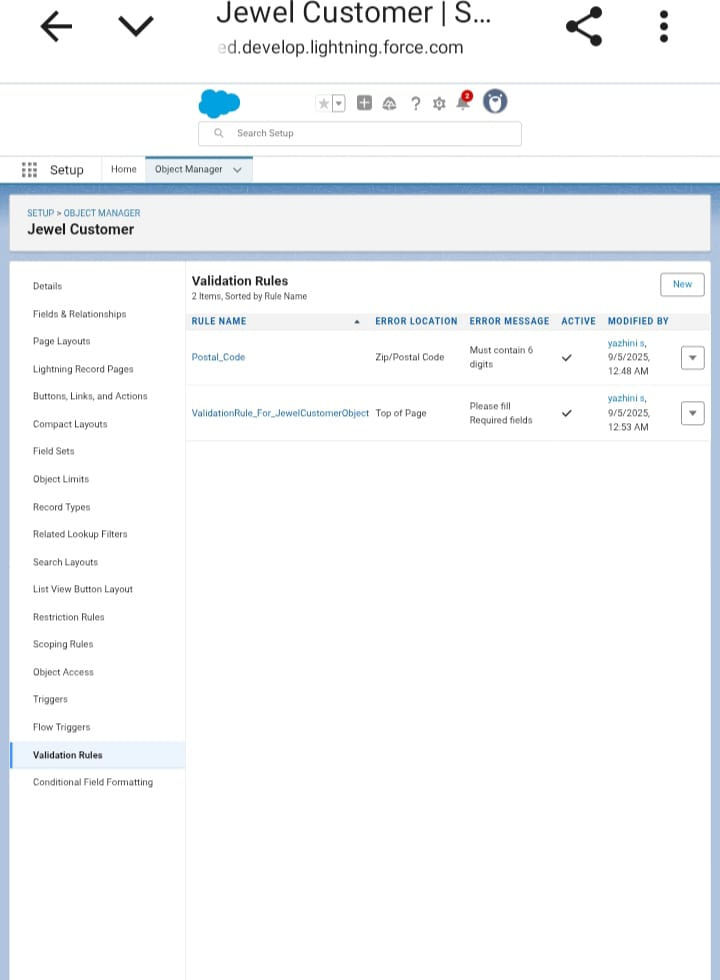 Jewel Customer | S...
ed.develop.lightning.force.com
2
Search Setup
Setup
Home
Object Manager
SETUP > OBJECT MANAGER
Jewel Customer
Details
Fields & Relationships
Page Layouts
Lightning Record Pages
Buttons, Links, and Actions
Compact Layouts
Field Sets
Object Limits
Record Types
Related Lookup Filters
Search Layouts
List View Button Layout
Restriction Rules
Scoping Rules
Object Access
Triggers
Flow Triggers
Validation Rules
Conditional Field Formatting
Validation Rules
2 Items, Sorted by Rule Name
New
RULE NAME ERROR LOCATION ERROR MESSAGE ACTIVE MODIFIED BY
Postal_Code Zip/Postal Code Must contain 6
digits
yazhini s,
9/5/2025,
12:48 AM
ValidationRule_For_JewelCustomerObject Top of Page Please fill
Required fields
yazhini s,
9/5/2025,
12:53 AM